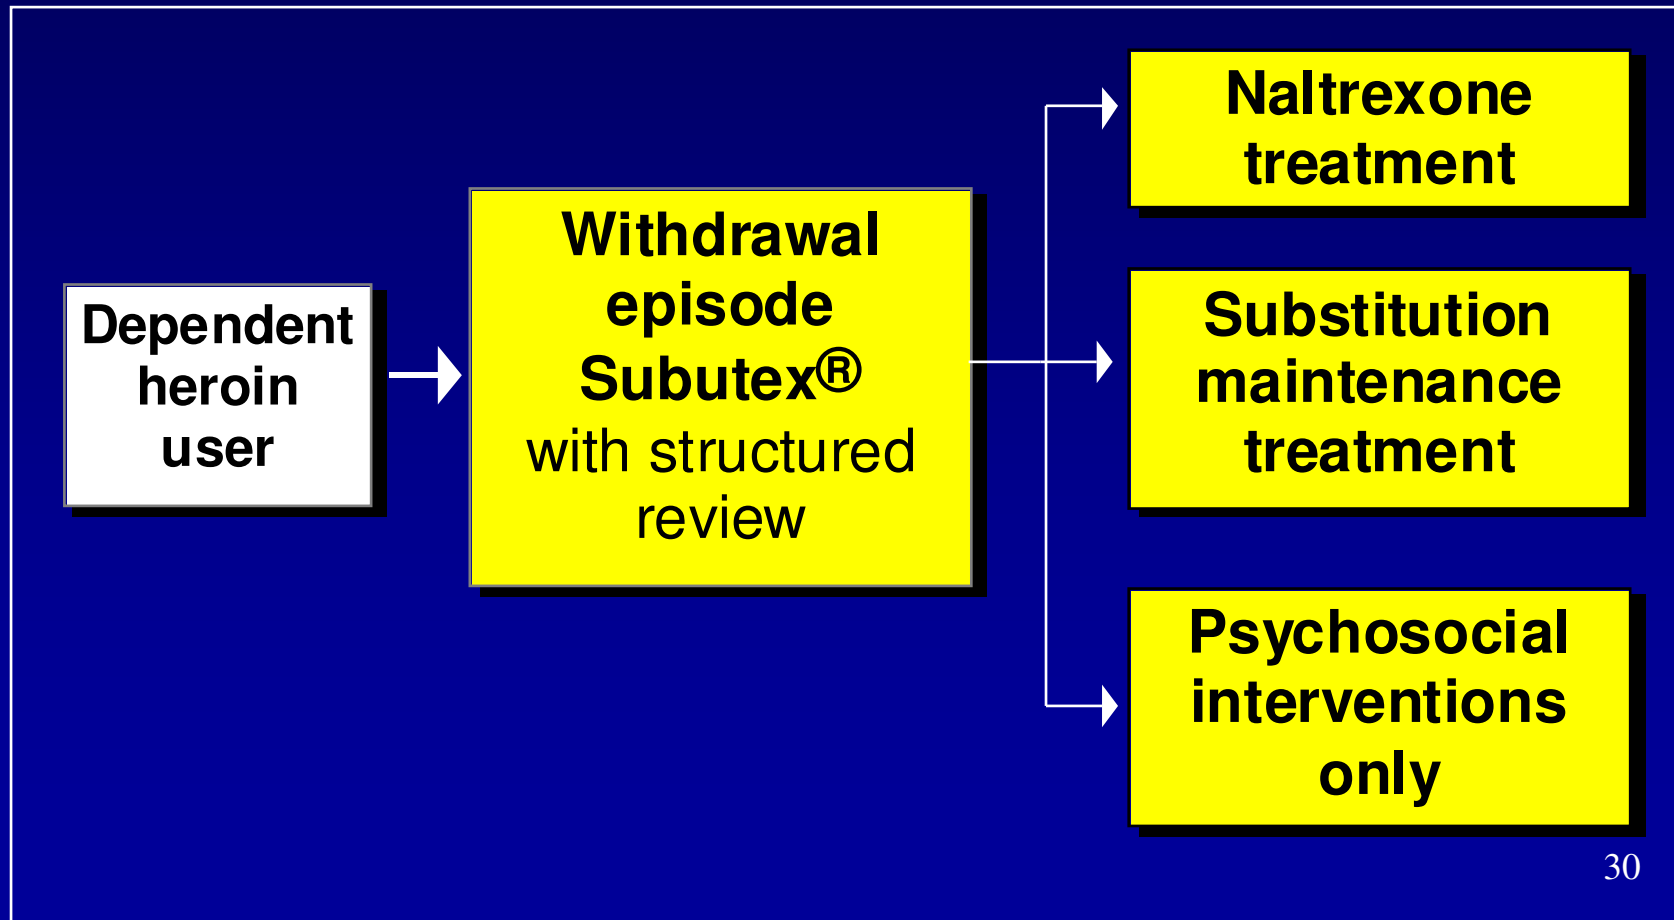 Dependent
heroin
user
Withdrawal
episode
Subutex®
with structured
review
Naltrexone
treatment
Substitution
maintenance
treatment
Psychosocial
interventions
only
30